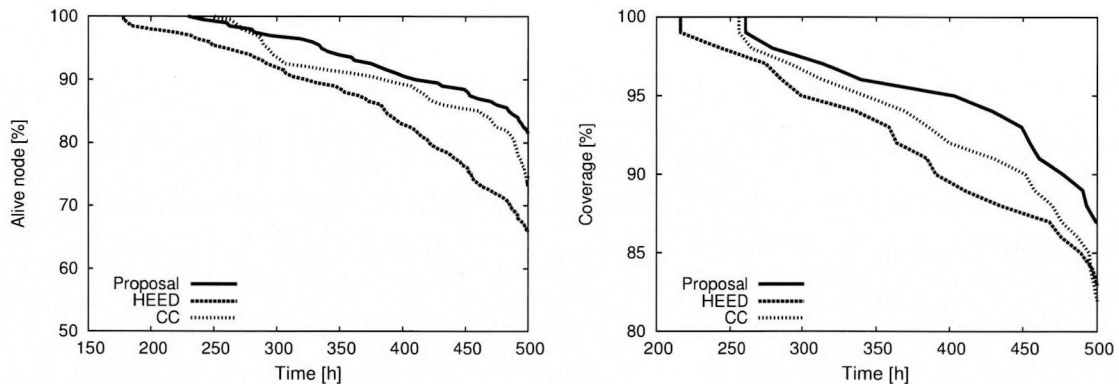 100
90
80
70
60
50
Alive node [%]
Proposal
HEED
CC
150 200 250 300 350 400 450 500
Time [h]
100
95
90
85
80
Coverage [%]
Proposal
HEED
CC
200 250 300 350 400 450 500
Time [h]